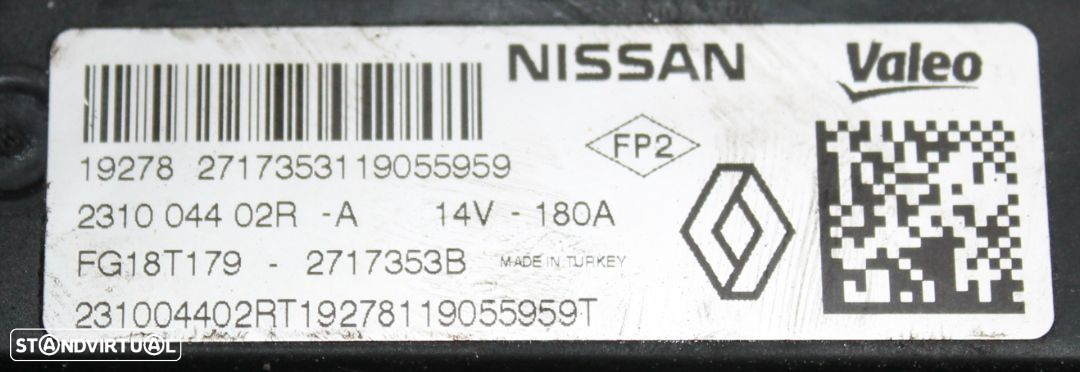 NISSAN Valeo
19278 2717353119055959
FP2
2310 044 02R -A 14V - 180A
FG18T179 - 2717353B MADE IN TURKEY
231004402RT19278119055959T
STANDVIRTUAL